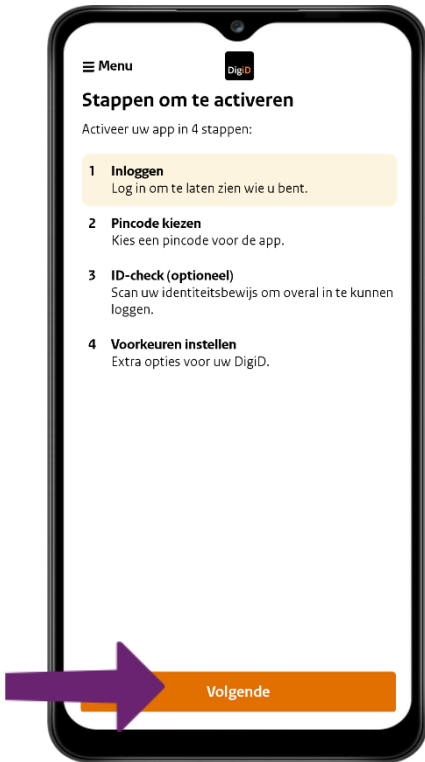 Menu
DigiD
Stappen om te activeren
Activeer uw app in 4 stappen:
1 Inloggen
Log in om te laten zien wie u bent.
2 Pincode kiezen
Kies een pincode voor de app.
3 ID-check (optioneel)
Scan uw identiteitsbewijs om overal in te kunnen
loggen.
4 Voorkeuren instellen
Extra opties voor uw DigiD.
Volgende